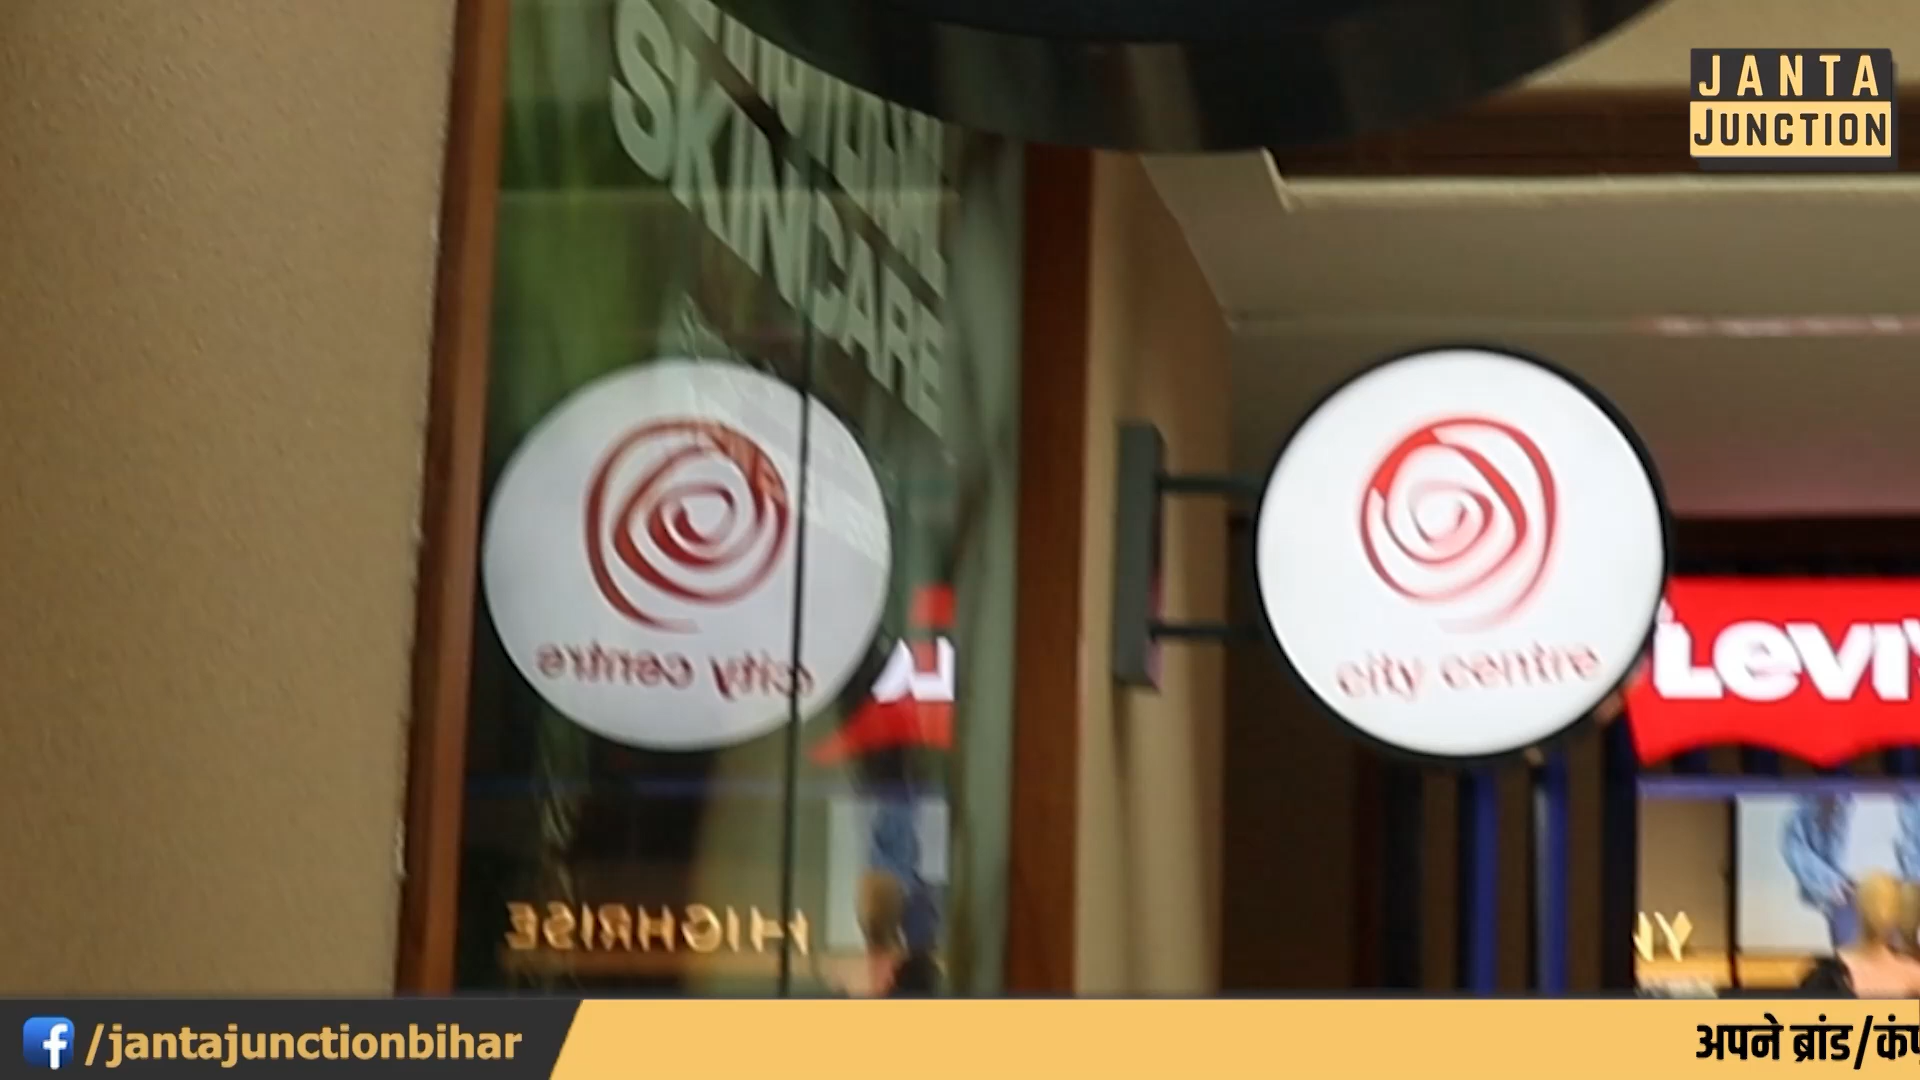 JANTA
JUNCTION
SKINCARE
city centre
city centre
LEVI'
HIGHRISE
/jantajunctionbihar
अपने ब्रांड/कंप